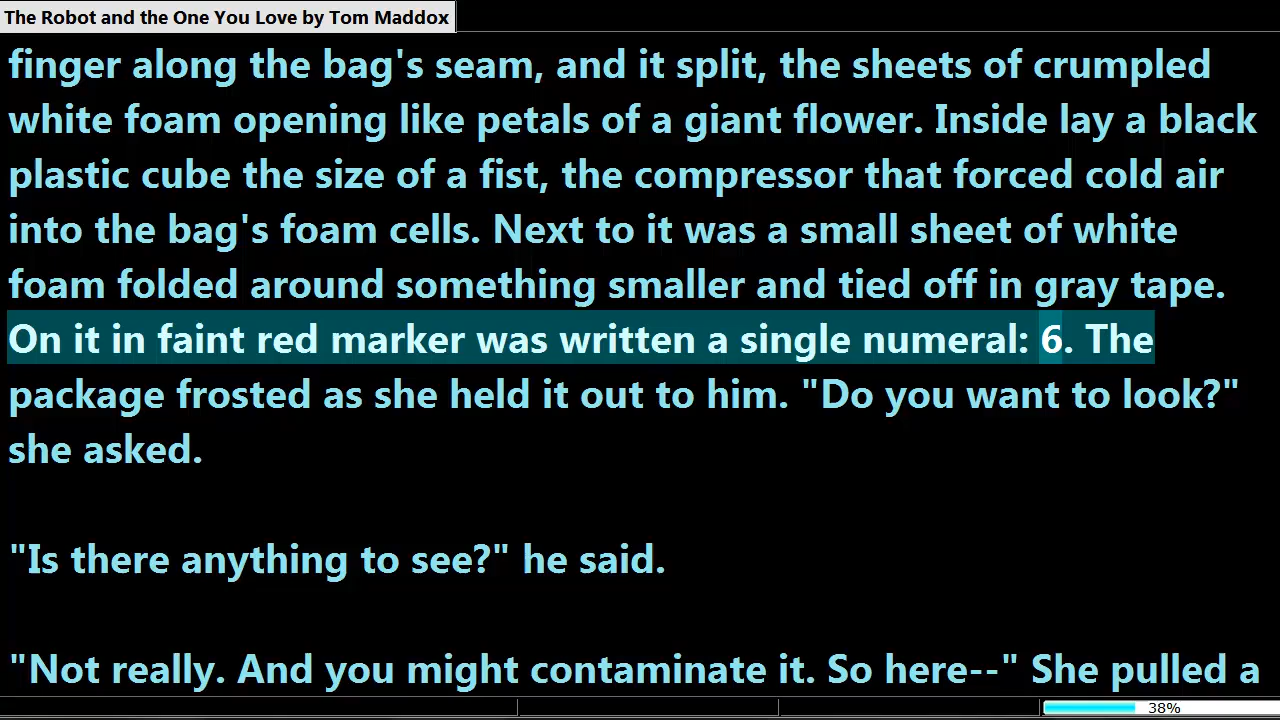 The Robot and the One You Love by Tom Maddox
finger along the bag's seam, and it split, the sheets of crumpled
white foam opening like petals of a giant flower. Inside lay a black
plastic cube the size of a fist, the compressor that forced cold air
into the bag's foam cells. Next to it was a small sheet of white
foam folded around something smaller and tied off in gray tape.
On it in faint red marker was written a single numeral: 6. The
package frosted as she held it out to him. "Do you want to look?"
she asked.
"Is there anything to see?" he said.
"Not really. And you might contaminate it. So here--" She pulled a
38%